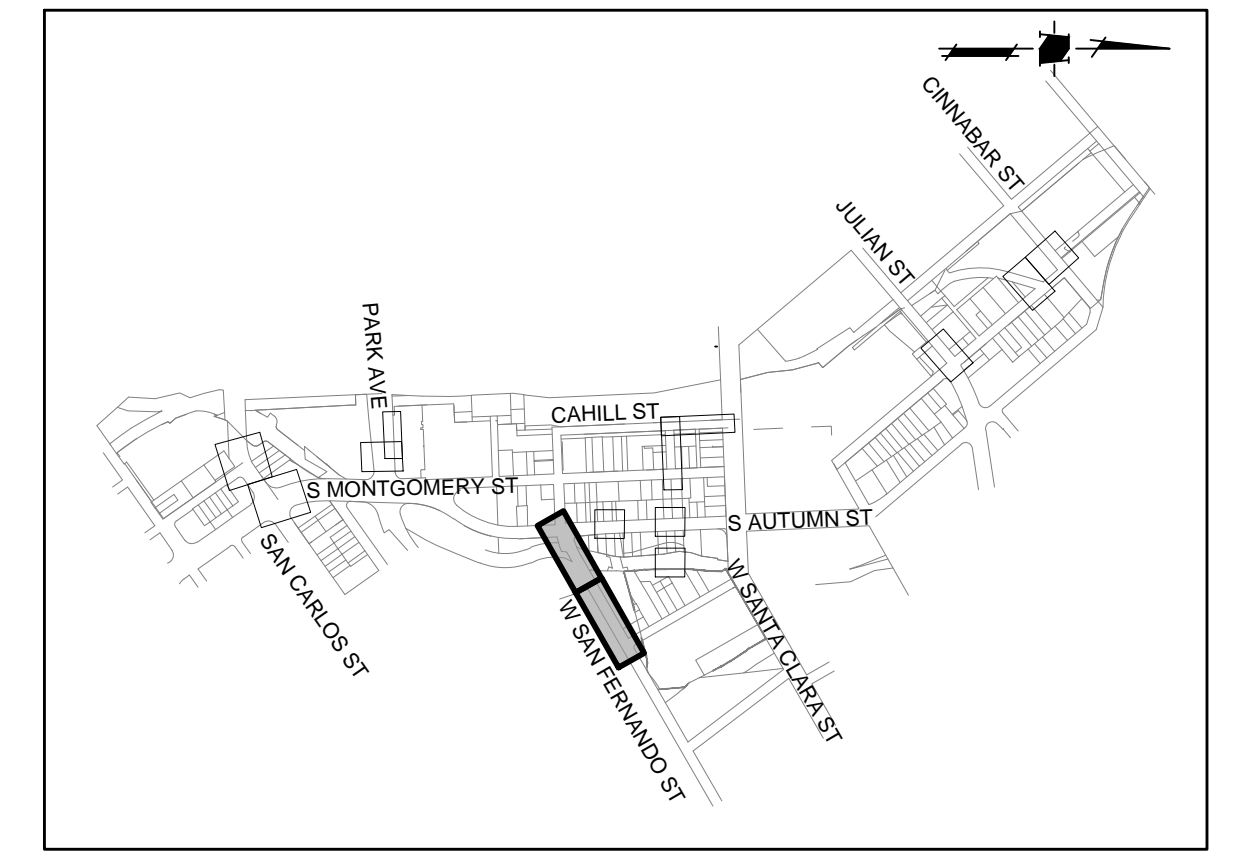 CINNABAR ST
JULIAN ST
PARK AVE
CAHILL ST
S MONTGOMERY ST
S AUTUMN ST
SAN CARLOS ST
W SANTA CLARA ST
W SAN FERNANDO ST